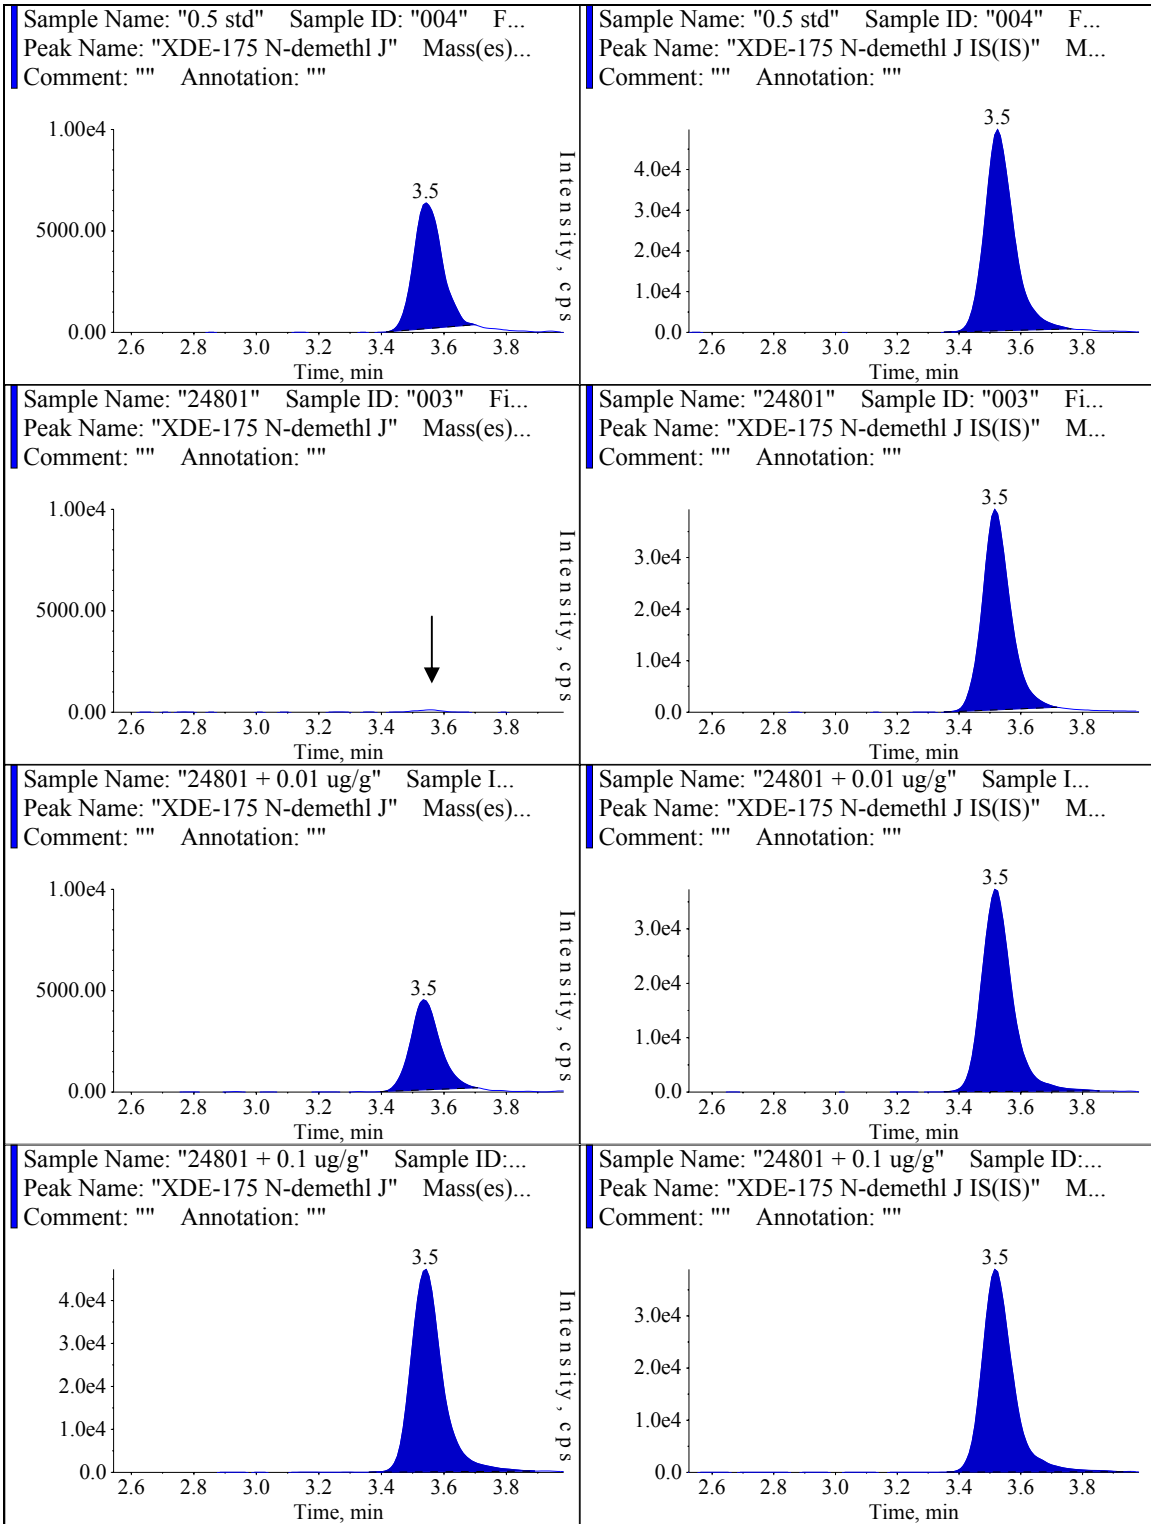 Sample Name: "0.5 std" Sample ID: "004" F...
Peak Name: "XDE-175 N-demethl J" Mass(es)...
Comment: "" Annotation: ""
1.00e4
5000.00
0.00
3.5
2.6 2.8 3.0 3.2 3.4 3.6 3.8
Time, min
Intensity, cps
Sample Name: "0.5 std" Sample ID: "004" F...
Peak Name: "XDE-175 N-demethl J IS(IS)" M...
Comment: "" Annotation: ""
3.5
4.0e4
3.0e4
2.0e4
1.0e4
0.0
2.6 2.8 3.0 3.2 3.4 3.6 3.8
Time, min
Sample Name: "24801" Sample ID: "003" Fi...
Peak Name: "XDE-175 N-demethl J" Mass(es)...
Comment: "" Annotation: ""
1.00e4
5000.00
0.00
2.6 2.8 3.0 3.2 3.4 3.6 3.8
Time, min
Intensity, cps
Sample Name: "24801" Sample ID: "003" Fi...
Peak Name: "XDE-175 N-demethl J IS(IS)" M...
Comment: "" Annotation: ""
3.5
3.0e4
2.0e4
1.0e4
0.0
2.6 2.8 3.0 3.2 3.4 3.6 3.8
Time, min
Sample Name: "24801 + 0.01 ug/g" Sample I...
Peak Name: "XDE-175 N-demethl J" Mass(es)...
Comment: "" Annotation: ""
1.00e4
5000.00
0.00
3.5
2.6 2.8 3.0 3.2 3.4 3.6 3.8
Time, min
Intensity, cps
Sample Name: "24801 + 0.01 ug/g" Sample I...
Peak Name: "XDE-175 N-demethl J IS(IS)" M...
Comment: "" Annotation: ""
3.5
3.0e4
2.0e4
1.0e4
0.0
2.6 2.8 3.0 3.2 3.4 3.6 3.8
Time, min
Sample Name: "24801 + 0.1 ug/g" Sample ID:...
Peak Name: "XDE-175 N-demethl J" Mass(es)...
Comment: "" Annotation: ""
3.5
4.0e4
3.0e4
2.0e4
1.0e4
0.0
2.6 2.8 3.0 3.2 3.4 3.6 3.8
Time, min
Intensity, cps
Sample Name: "24801 + 0.1 ug/g" Sample ID:...
Peak Name: "XDE-175 N-demethl J IS(IS)" M...
Comment: "" Annotation: ""
3.5
3.0e4
2.0e4
1.0e4
0.0
2.6 2.8 3.0 3.2 3.4 3.6 3.8
Time, min